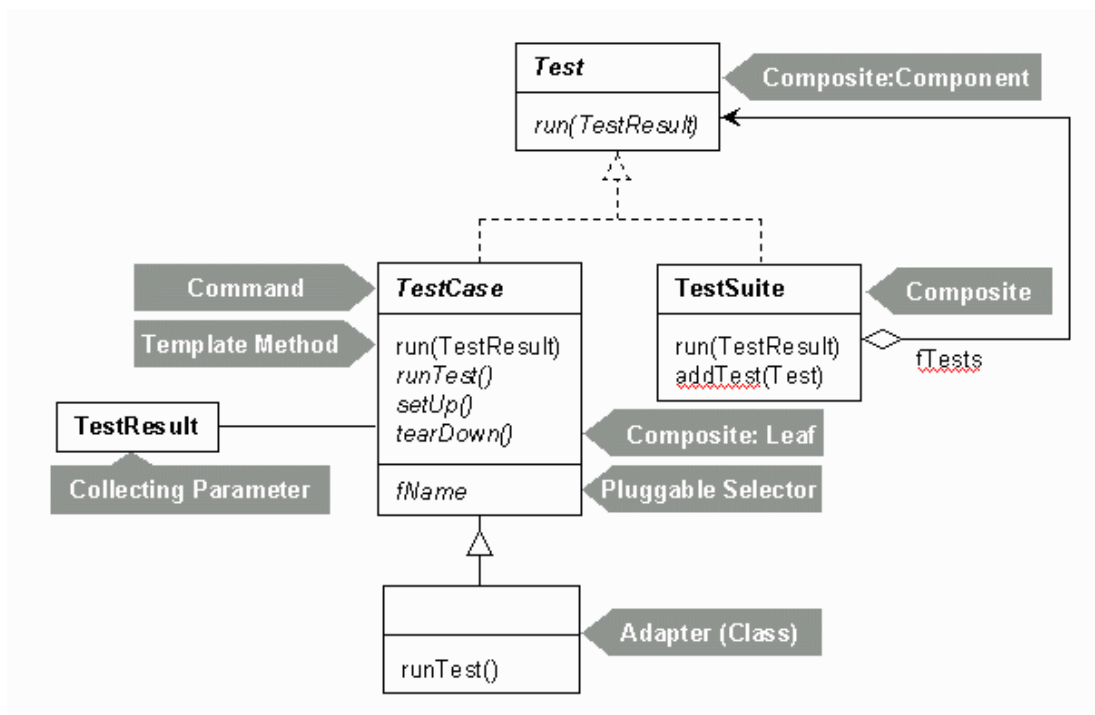 Test
Composite:Component
run(TestResult)
Command
TestCase
TestSuite
Composite
Template Method
run(TestResult)
runTest()
setUp()
tearDown()
run(TestResult)
addTest(Test)
fTests
TestResult
Composite: Leaf
Collecting Parameter
fName
Pluggable Selector
Adapter (Class)
runTest()